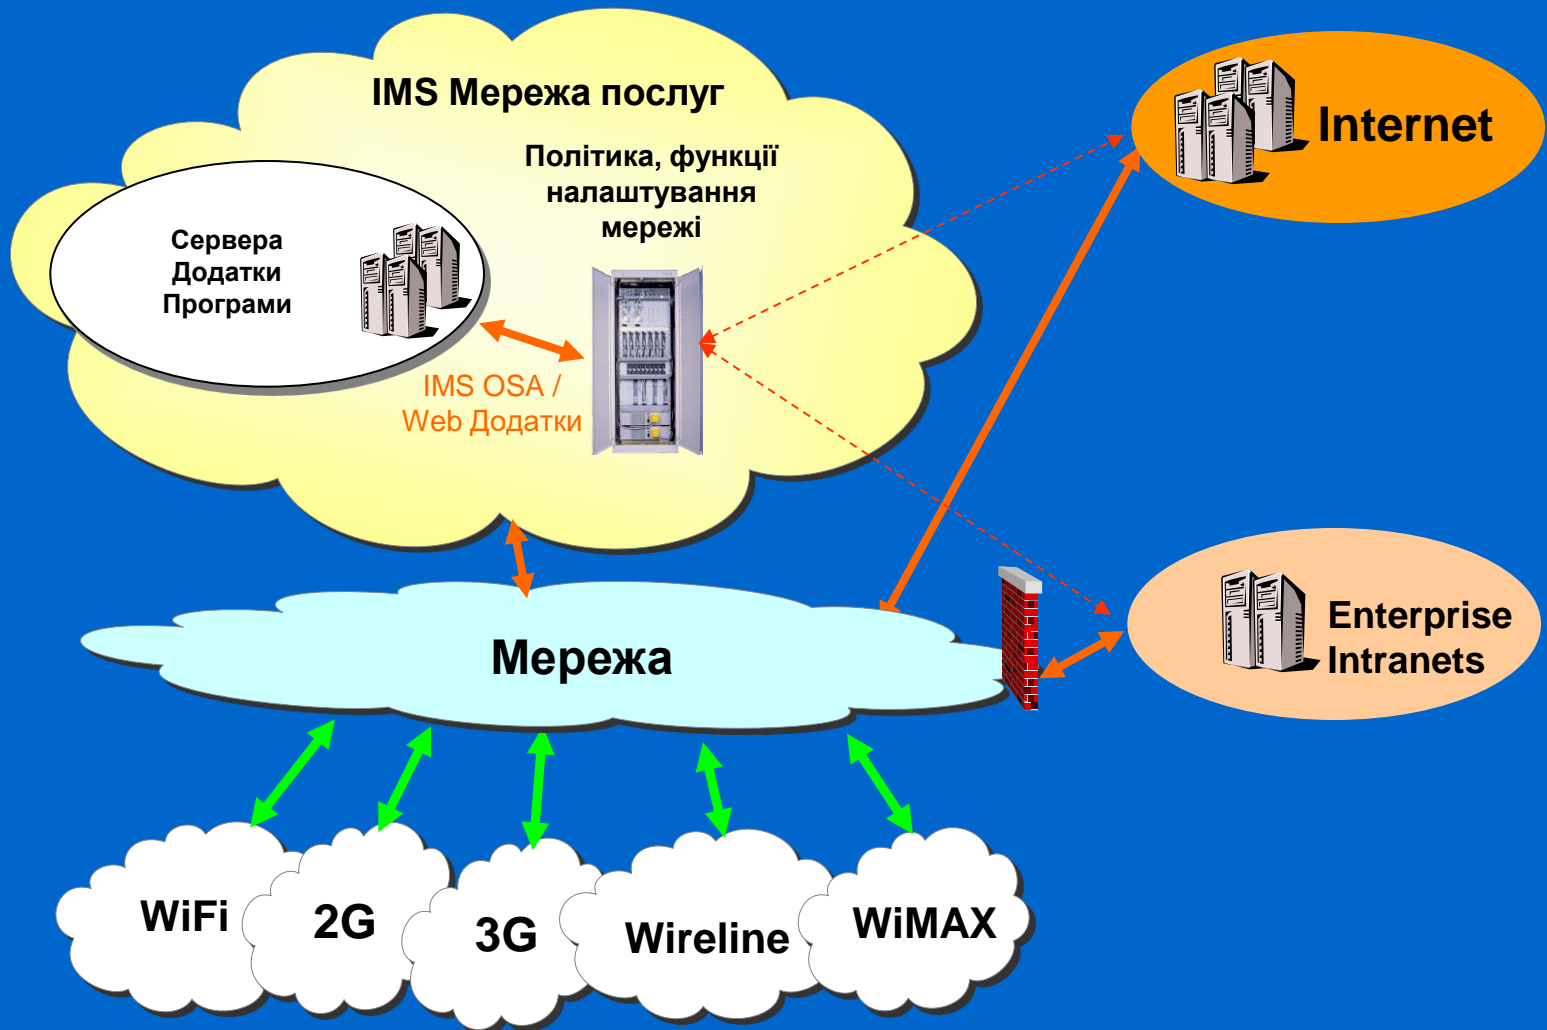 IMS Мережа послуг
Політика, функції
налаштування
мережі
Сервера
Додатки
Програми
IMS OSA /
Web Додатки
Internet
Enterprise
Intranets
Мережа
WiFi
2G
3G
Wireline
WiMAX